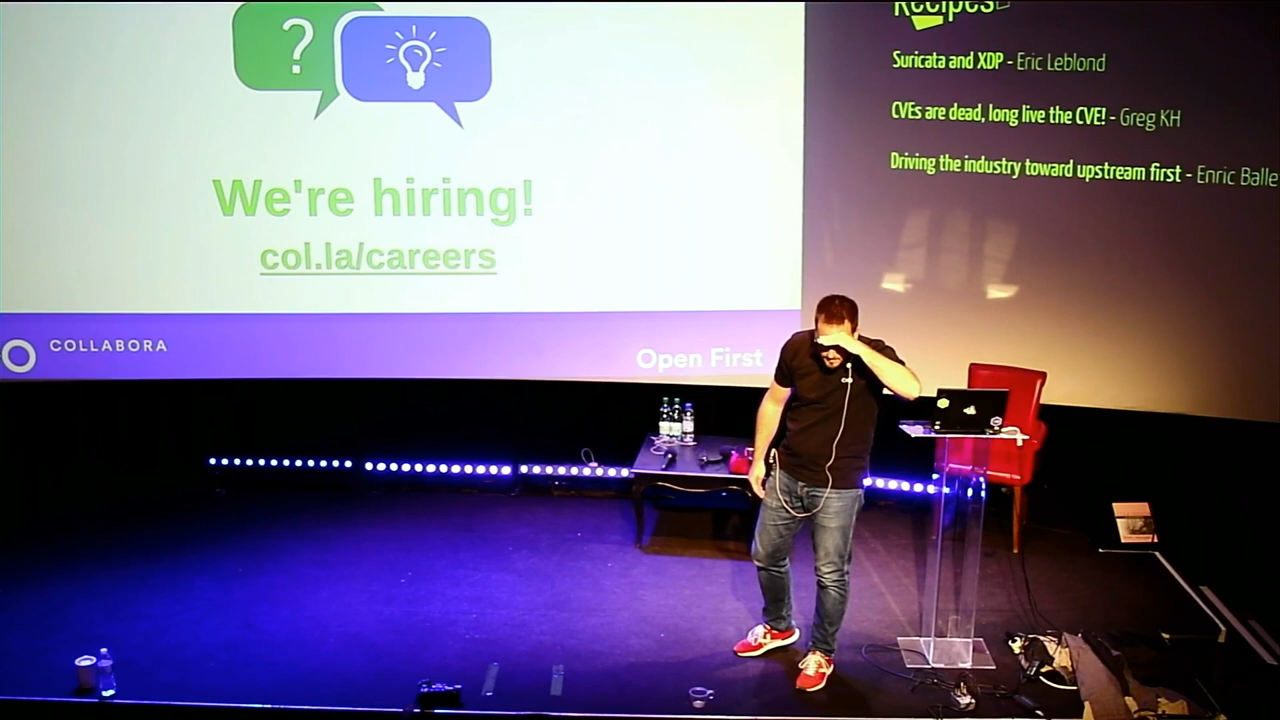 ?
We're hiring!
col.la/careers
COLLABORA
Open First
Recipes
Suricata and XDP - Eric Leblond
CVEs are dead, long live the CVE! - Greg KH
Driving the industry toward upstream first - Enric Balle